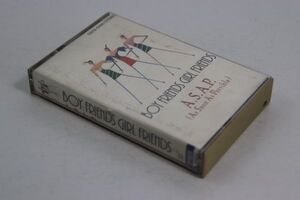 BOY FRIENDS GIRL FRIENDS
A.S.A.P.
(As Soon As Possible)
BOY FRIENDS GIRL FRIENDS